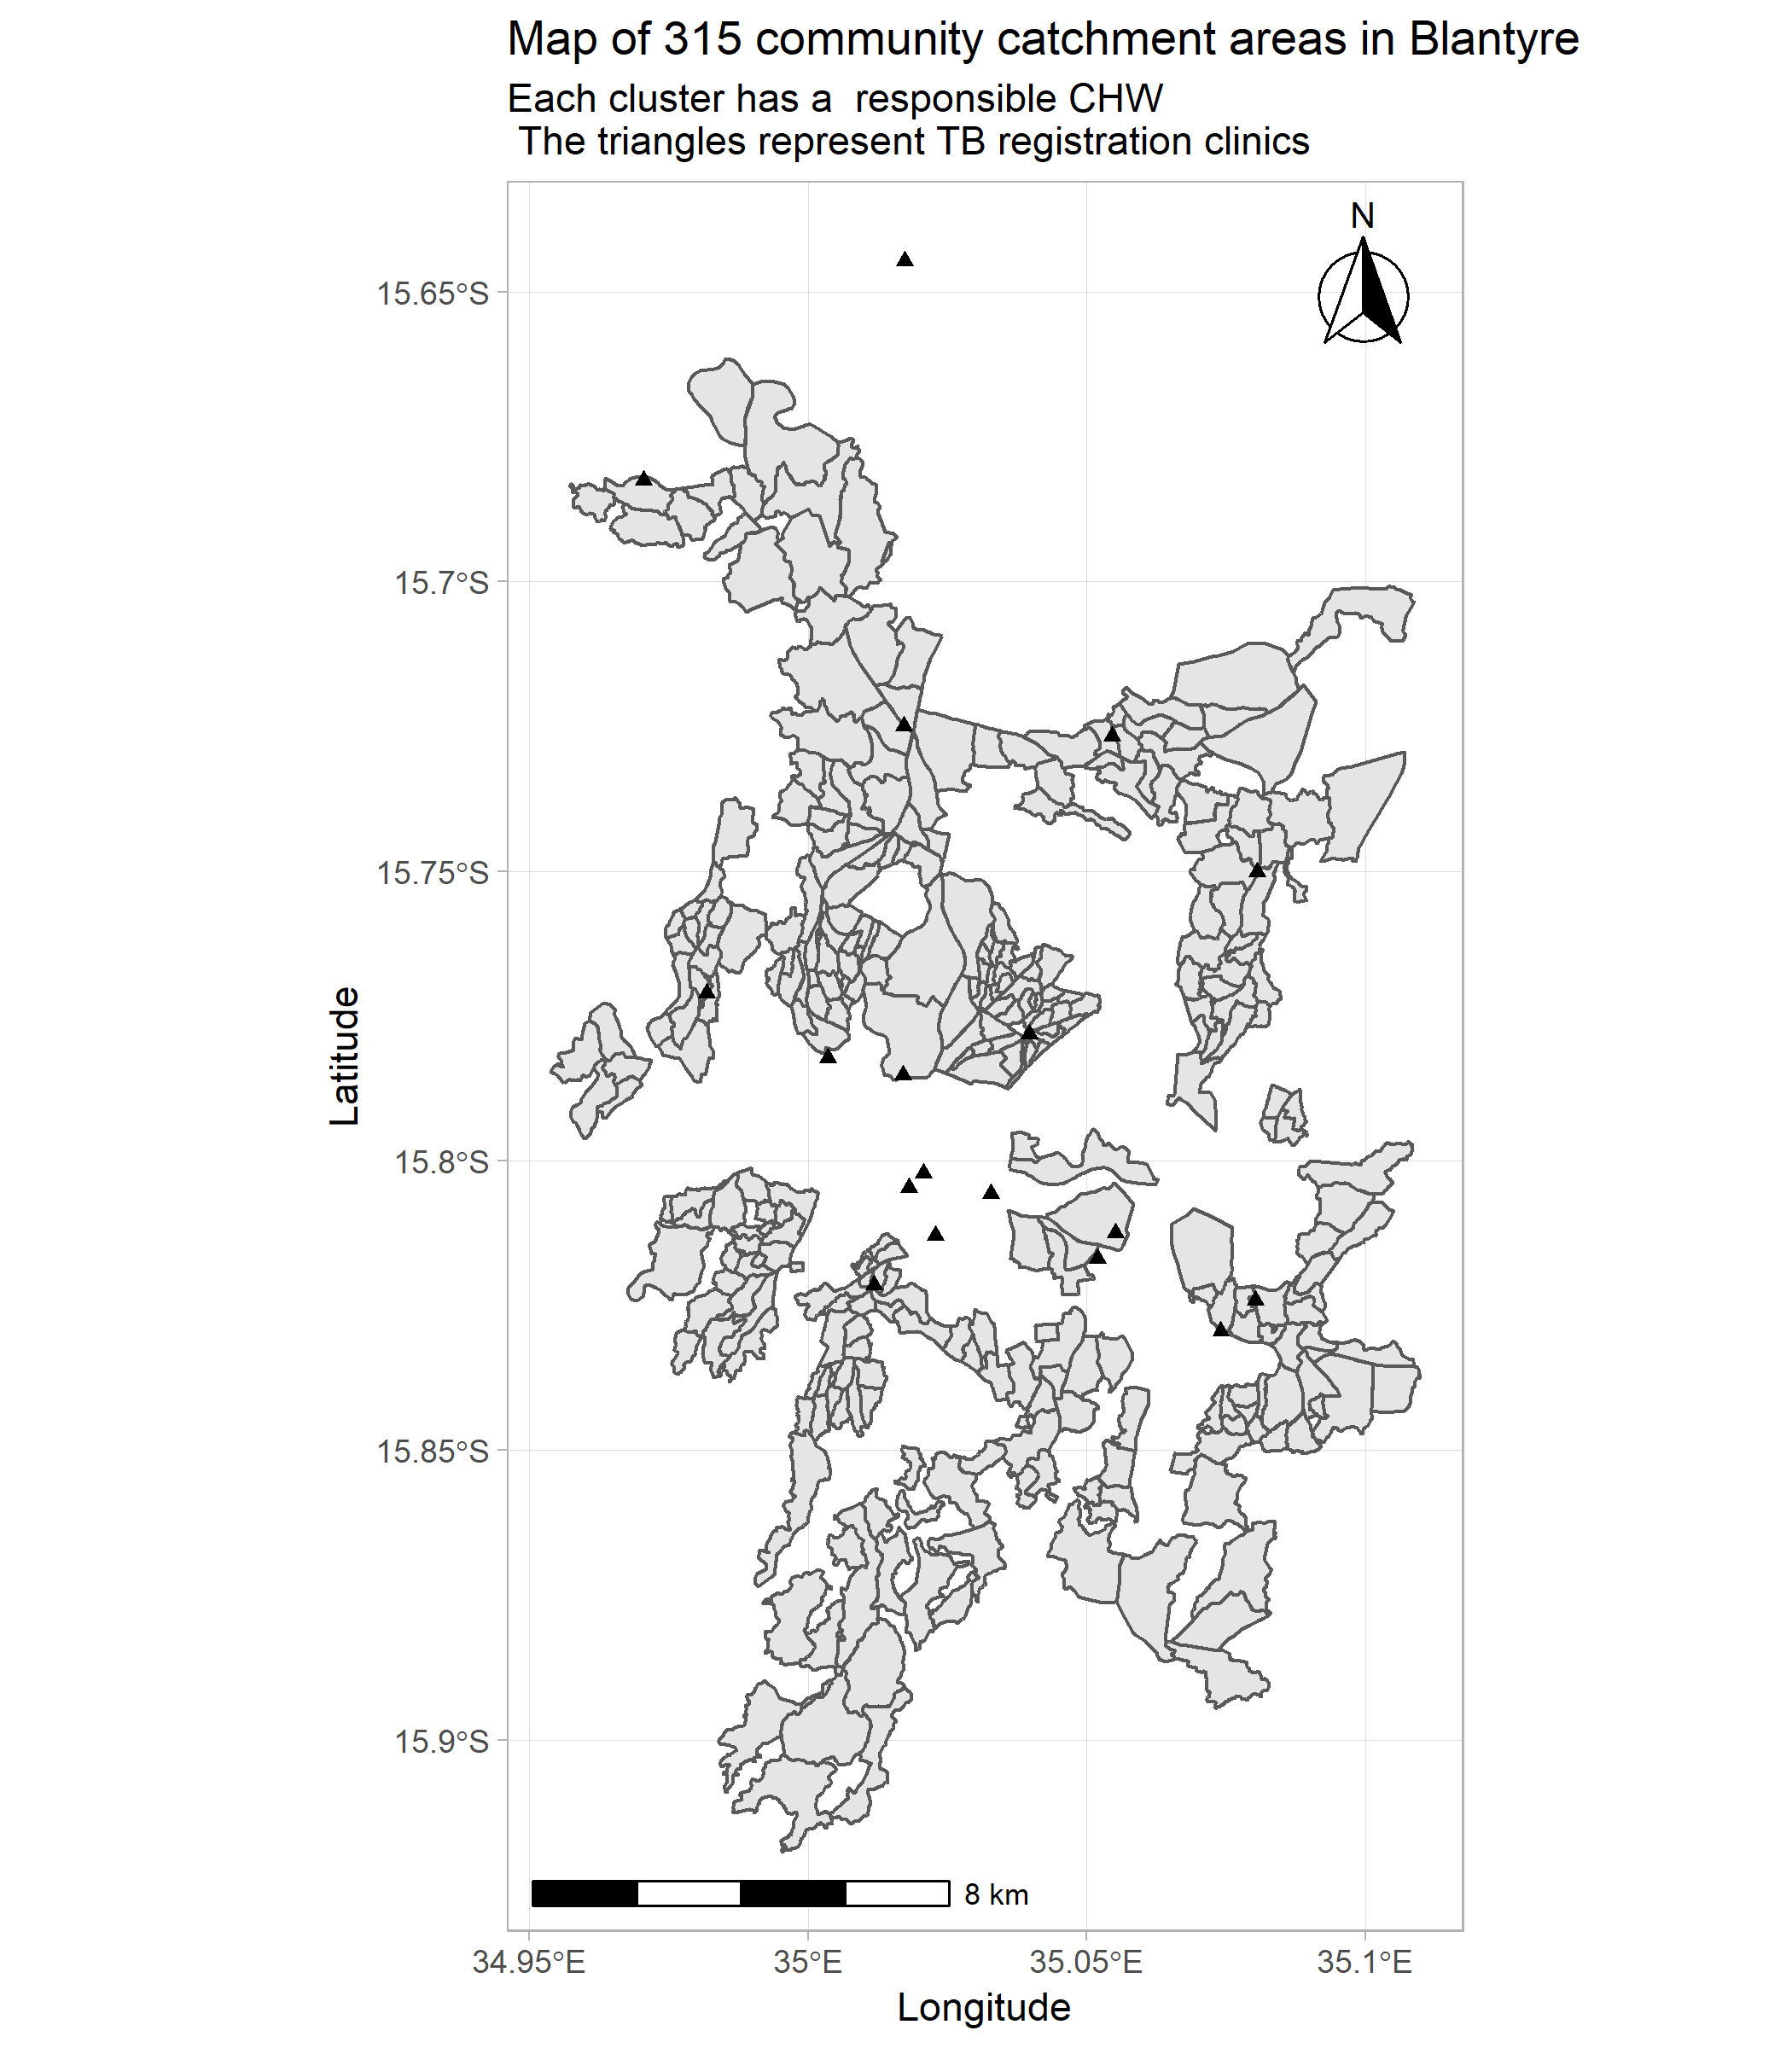 Map of 315 community catchment areas in Blantyre
Each cluster has a  responsible CHW
The triangles represent TB registration clinics
N
15.65°S
15.7°S
15.75°S
15.8°S
15.85°S
15.9°S
Latitude
8 km
34.95°E 35°E 35.05°E 35.1°E
Longitude